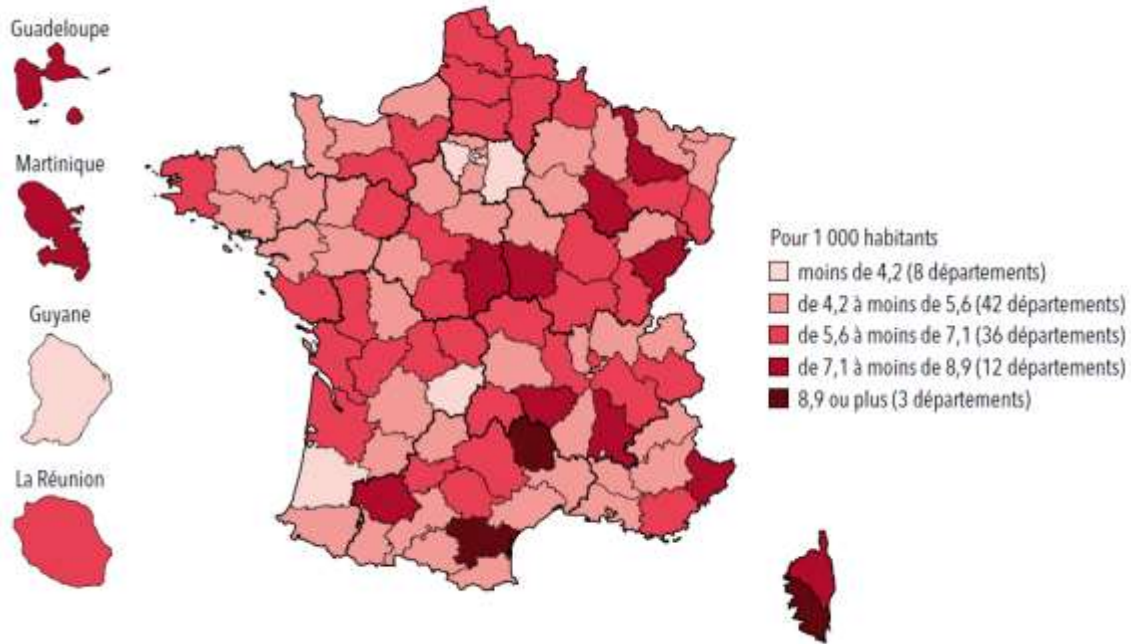 Guadeloupe
Martinique
Guyane
La Réunion
Pour 1 000 habitants
moins de 4,2 (8 départements)
de 4,2 à moins de 5,6 (42 départements)
de 5,6 à moins de 7,1 (36 départements)
de 7,1 à moins de 8,9 (12 départements)
8,9 ou plus (3 départements)